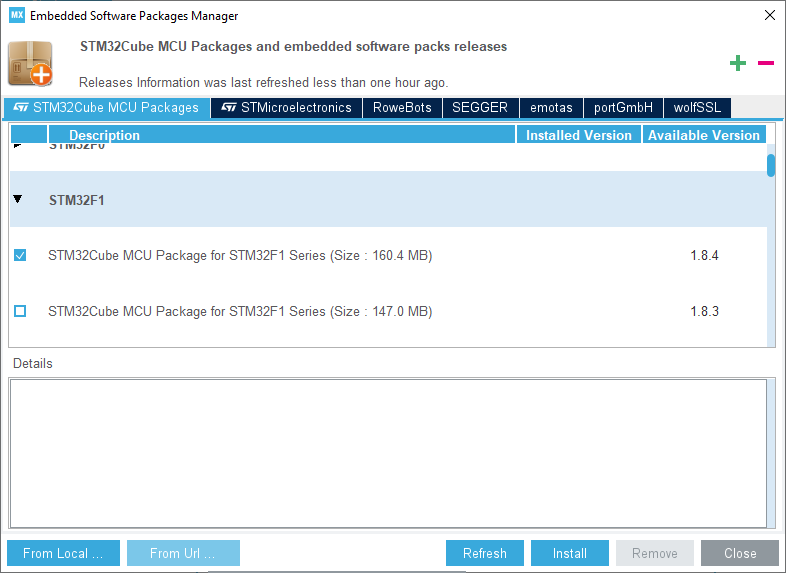 MX Embedded Software Packages Manager
STM32Cube MCU Packages and embedded software packs releases
Releases Information was last refreshed less than one hour ago.
STM32Cube MCU Packages STMicroelectronics RoweBots SEGGER emotas portGmbH wolfSSL
Description Installed Version Available Version
STM32F0
STM32F1
STM32Cube MCU Package for STM32F1 Series (Size : 160.4 MB) 1.8.4
STM32Cube MCU Package for STM32F1 Series (Size : 147.0 MB) 1.8.3
Details
From Local ... From Url ... Refresh Install Remove Close